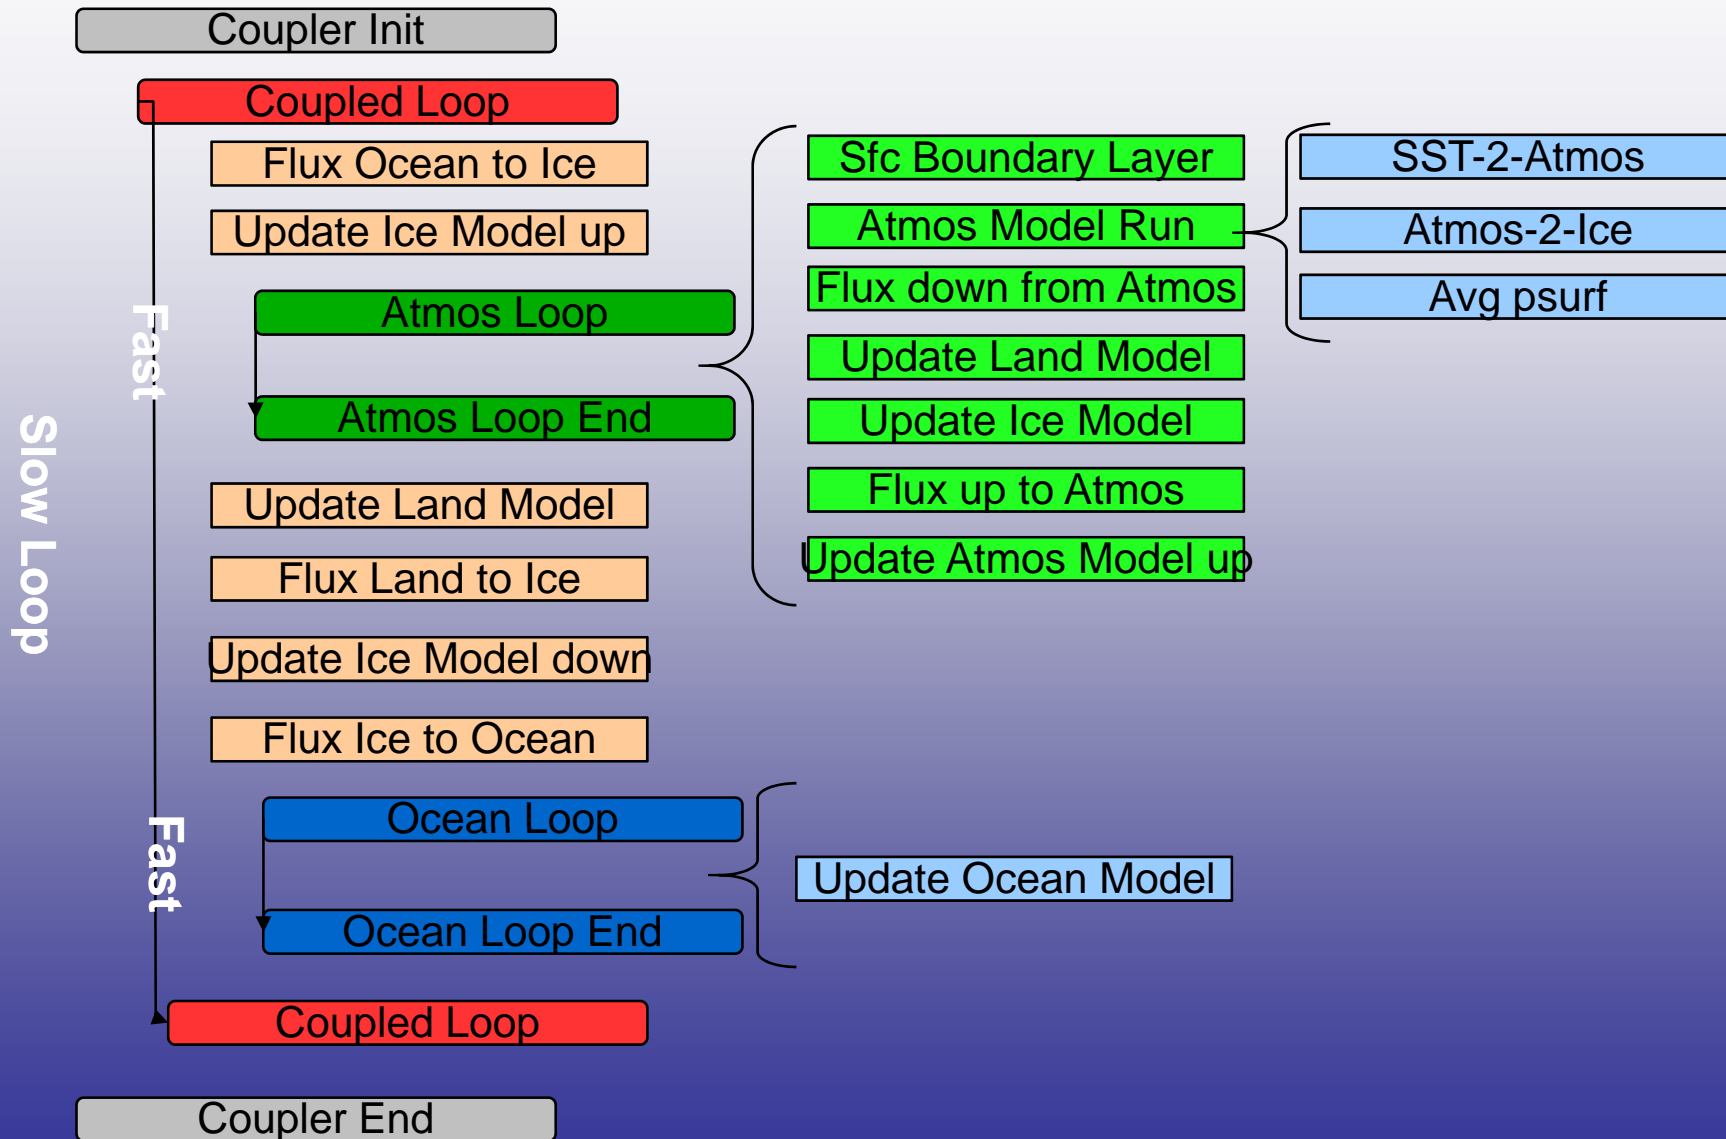 Coupler Init
Coupled Loop
Flux Ocean to Ice
Update Ice Model up
Atmos Loop
Atmos Loop End
Update Land Model
Flux Land to Ice
Update Ice Model down
Flux Ice to Ocean
Ocean Loop
Ocean Loop End
Coupled Loop
Coupler End
Slow Loop
Fast
Fast
Sfc Boundary Layer
Atmos Model Run
Flux down from Atmos
Update Land Model
Update Ice Model
Flux up to Atmos
Update Atmos Model up
Update Ocean Model
SST-2-Atmos
Atmos-2-Ice
Avg psurf